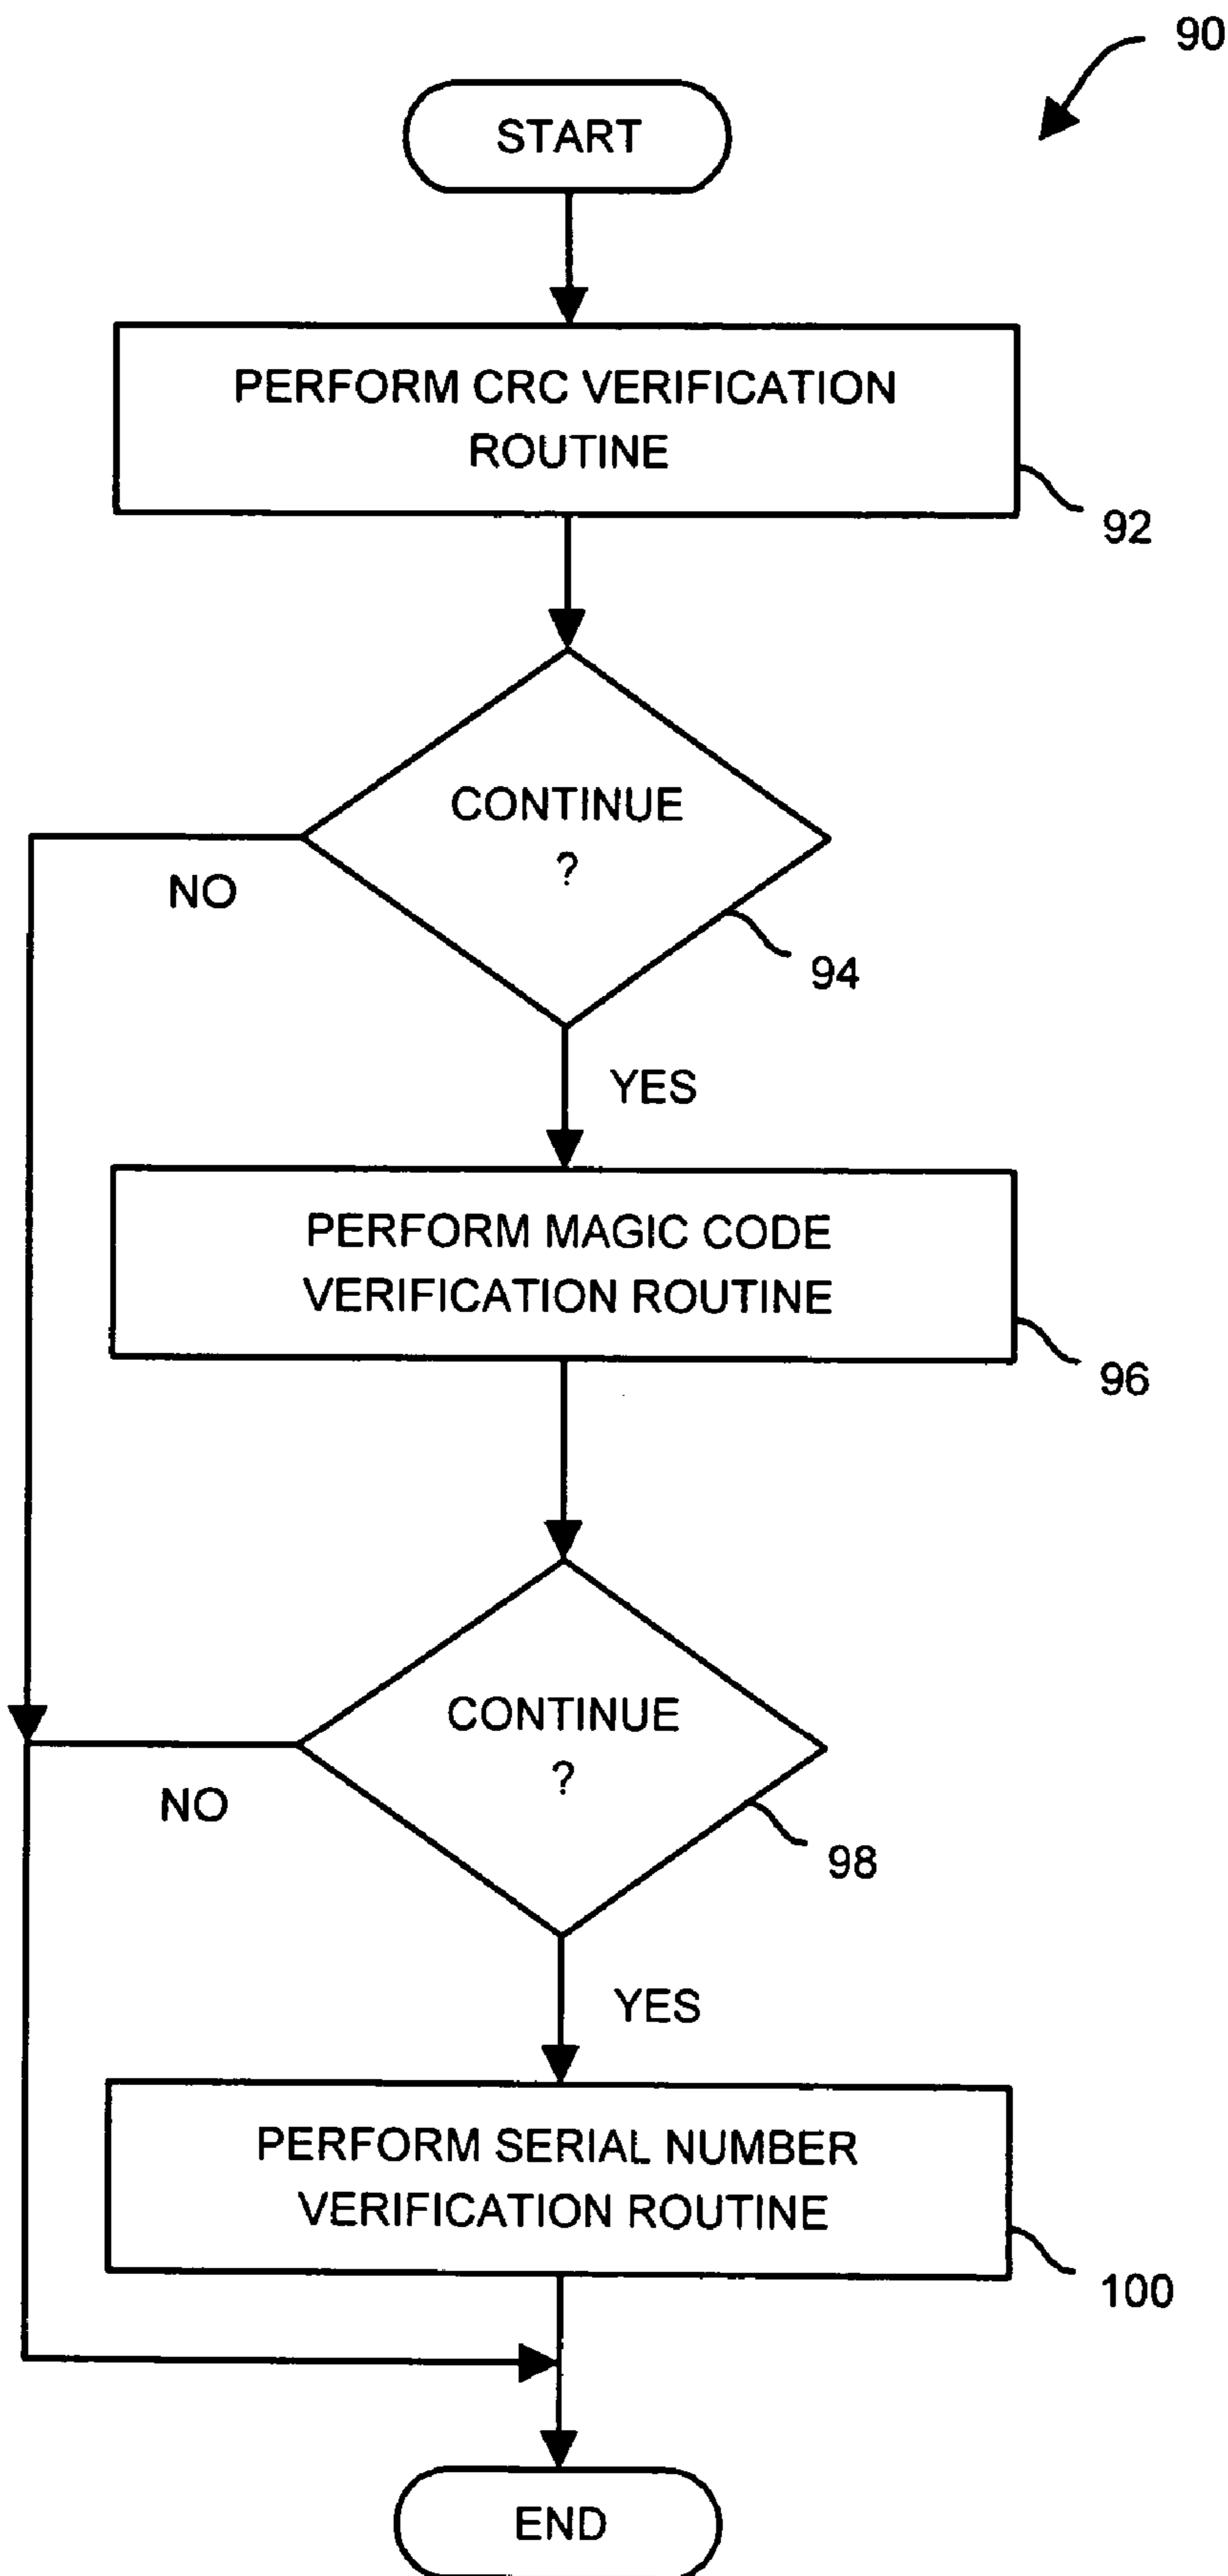 90
START
PERFORM CRC VERIFICATION
ROUTINE
92
CONTINUE
?
NO
94
YES
PERFORM MAGIC CODE
VERIFICATION ROUTINE
96
CONTINUE
?
NO
98
YES
PERFORM SERIAL NUMBER
VERIFICATION ROUTINE
100
END